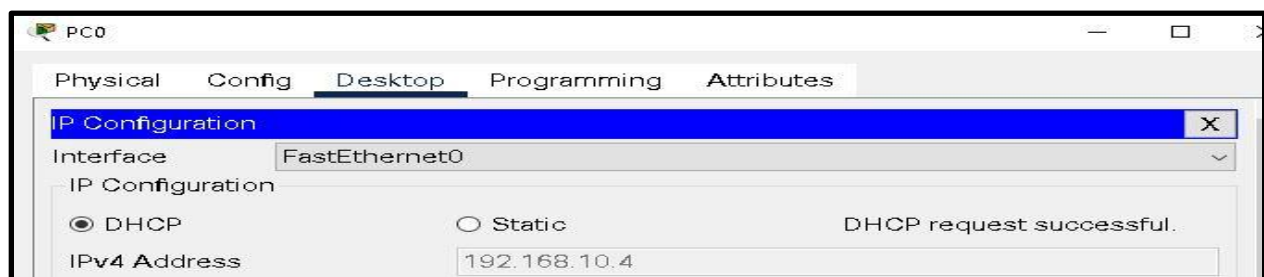 PC0
Physical Config Desktop Programming Attributes
IP Configuration X
Interface FastEthernet0
IP Configuration
DHCP Static DHCP request successful.
IPv4 Address 192.168.10.4